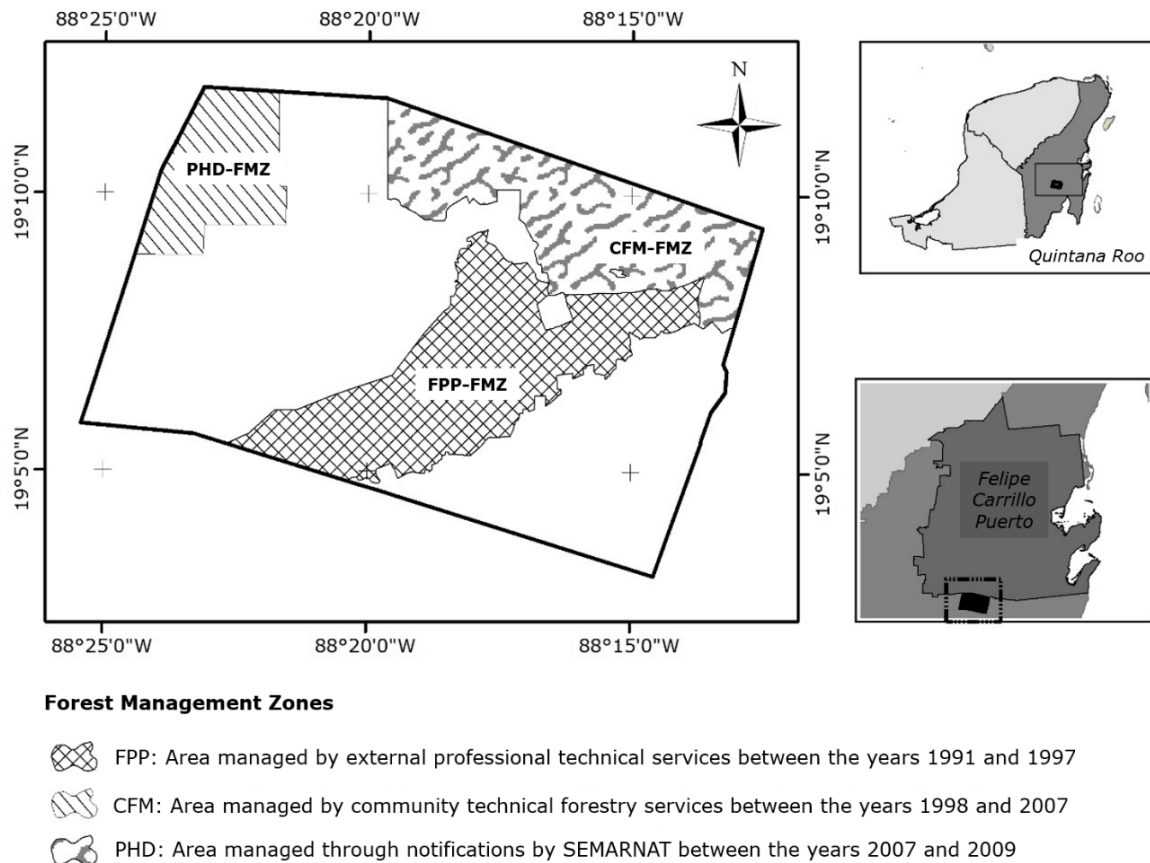 88°25'0"W 88°20'0"W 88°15'0"W
N
PHD-FMZ
19°10'0"N 19°10'0"N
CFM-FMZ
Quintana Roo
FPP-FMZ
19°5'0"N 19°5'0"N
Felipe
Carrillo
Puerto
88°25'0"W 88°20'0"W 88°15'0"W
Forest Management Zones
FPP: Area managed by external professional technical services between the years 1991 and 1997
CFM: Area managed by community technical forestry services between the years 1998 and 2007
PHD: Area managed through notifications by SEMARNAT between the years 2007 and 2009